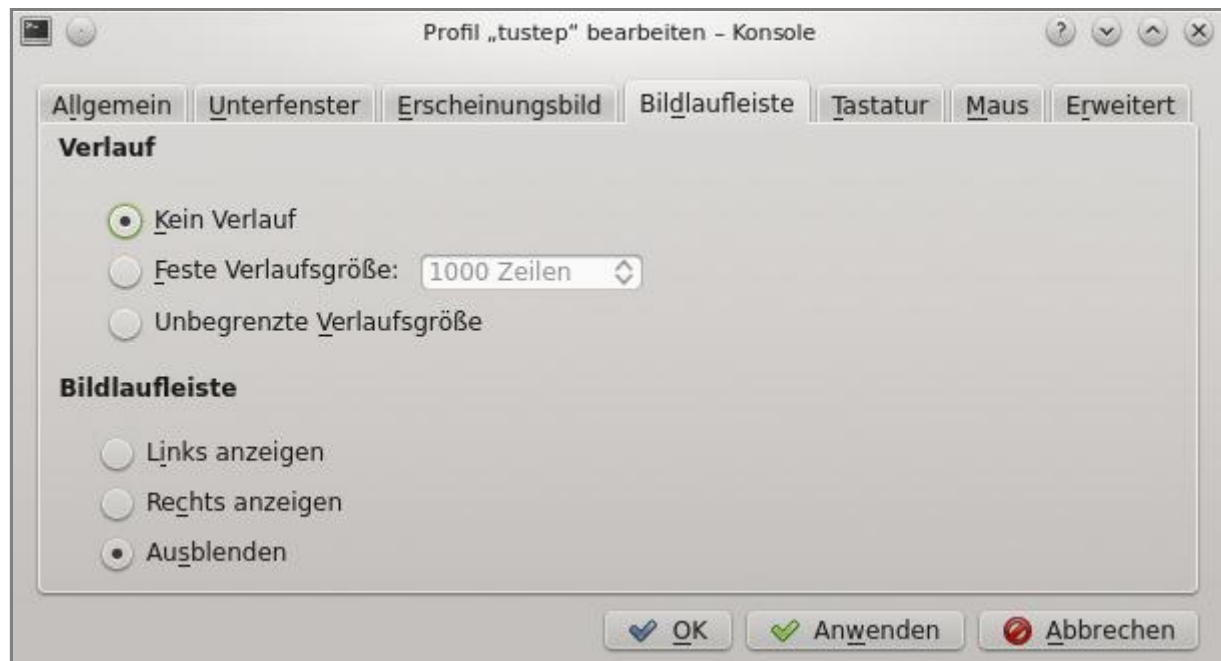 Profil „tustep“ bearbeiten – Konsole
Allgemein Unterfenster Erscheinungsbild Bildlaufleiste Tastatur Maus Erweitert
Verlauf
Kein Verlauf
Feste Verlaufsgröße: 1000 Zeilen
Unbegrenzte Verlaufsgröße
Bildlaufleiste
Links anzeigen
Rechts anzeigen
Ausblenden
OK Anwenden Abbrechen